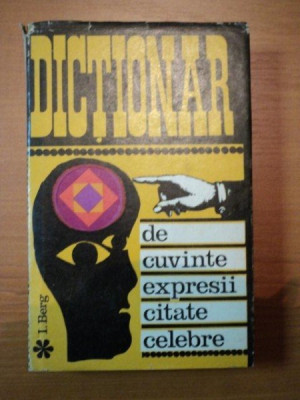 DICȚIONAR
de
cuvinte
expresii
citate
celebre
I. Berg